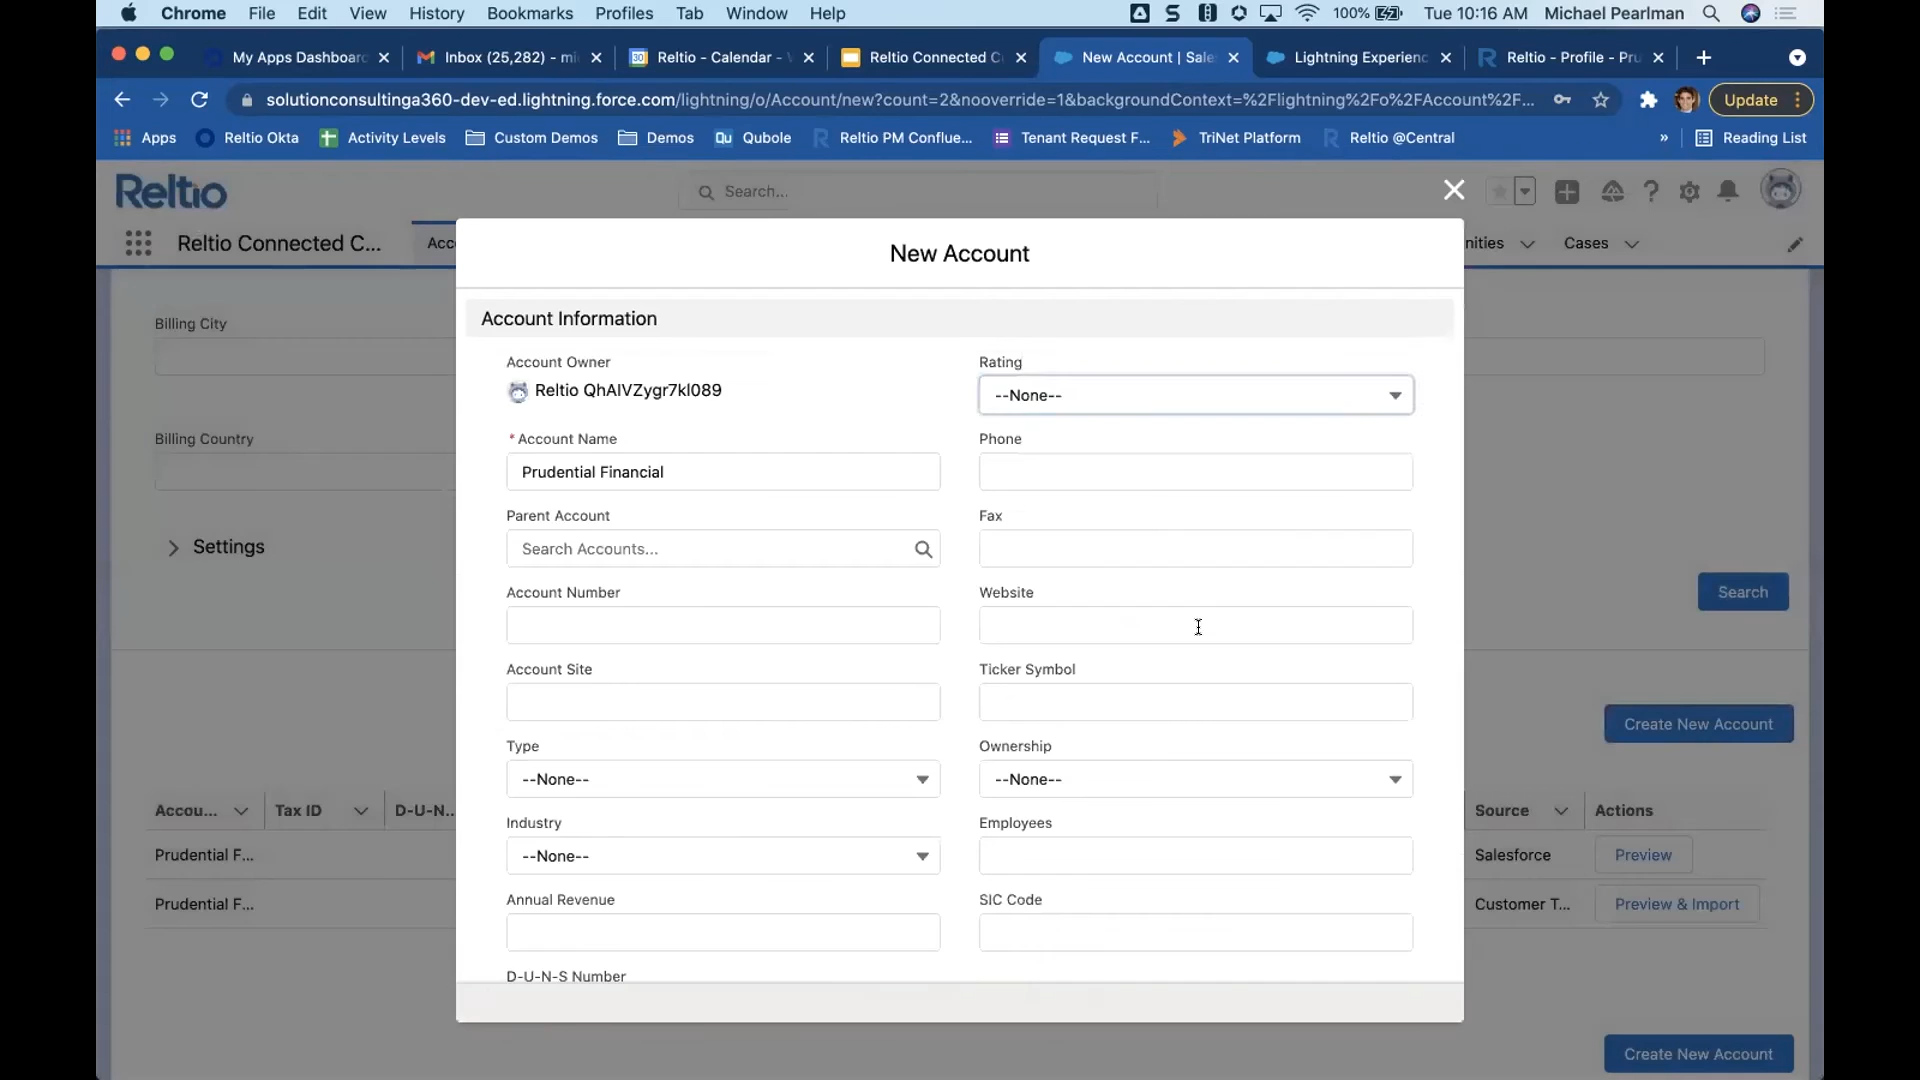 Chrome File Edit View History Bookmarks Profiles Tab Window Help 100% Tue 10:16 AM Michael Pearlman
My Apps Dashboard Inbox (25,282) - mi 30 Reltio - Calendar - V Reltio Connected C New Account | Sale Lightning Experienc Reltio - Profile - Pru
solutionconsultinga360-dev-ed.lightning.force.com/lightning/o/Account/new?count=2&nooverride=1&backgroundContext=%2Flightning%2Fo%2FAccount%2F... Update
Apps Reltio Okta Activity Levels Custom Demos Demos Qu Qubole Reltio PM Conflue... Tenant Request F... TriNet Platform Reltio @Central » Reading List
Reltio Search...
Reltio Connected C... Acc nities Cases
New Account
Account Information
Billing City
Account Owner Rating
Reltio QhAIVZygr7kl089 --None--
Billing Country * Account Name Phone
Prudential Financial
Parent Account Fax
Settings Search Accounts...
Account Number Website
Search
Account Site Ticker Symbol
Create New Account
Type Ownership
--None-- --None--
Accou... Tax ID D-U-N.. Source Actions
Industry Employees
Prudential F... --None-- Salesforce Preview
Annual Revenue SIC Code
Prudential F... Customer T... Preview & Import
D-U-N-S Number
Create New Account